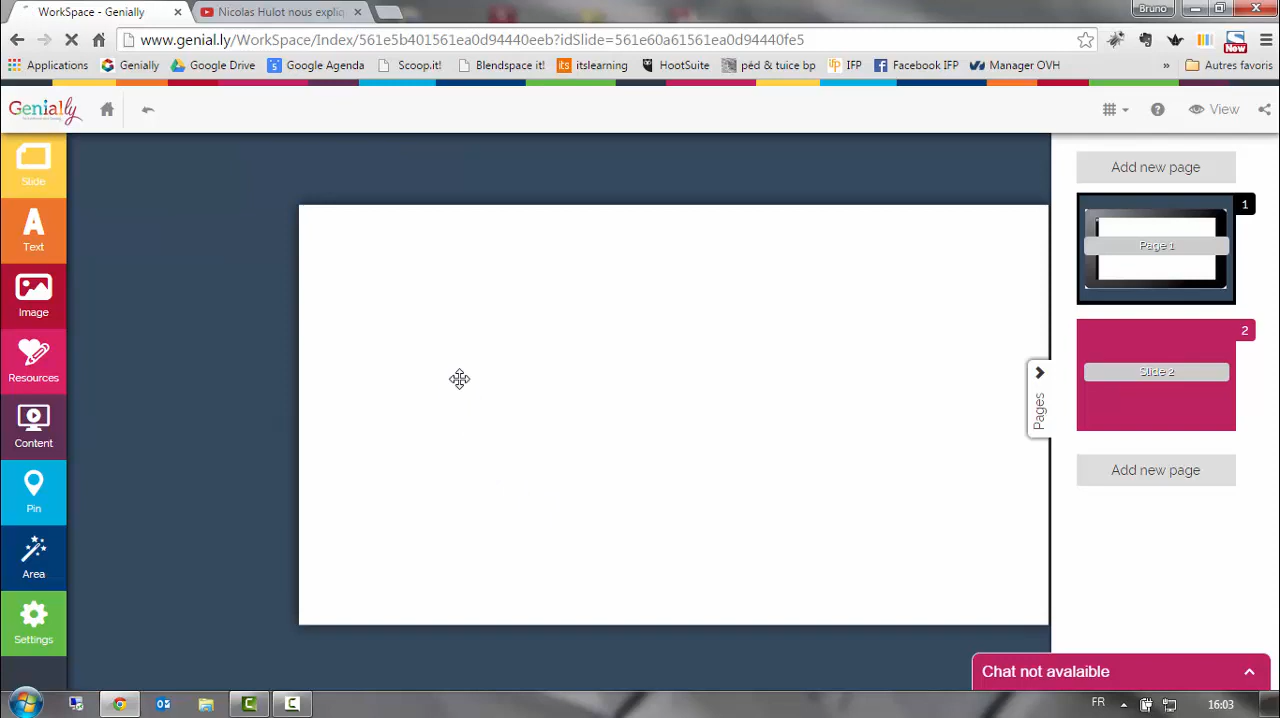 WorkSpace - Genially
Nicolas Hulot nous expliq
Bruno
www.genial.ly/WorkSpace/Index/561e5b401561ea0d94440eeb?idSlide=561e60a61561ea0d94440fe5
New
Applications
Genially
Google Drive
Google Agenda
Scoop.it!
Blendspace it!
its itslearning
HootSuite
péd & tuice bp
ifp IFP
Facebook IFP
Manager OVH
»
Autres favoris
Genially
View
Slide
Text
Image
Resources
Content
Pin
Area
Settings
Add new page
1
Page 1
2
Slide 2
Add new page
Pages
Chat not avalaible
FR
16:03